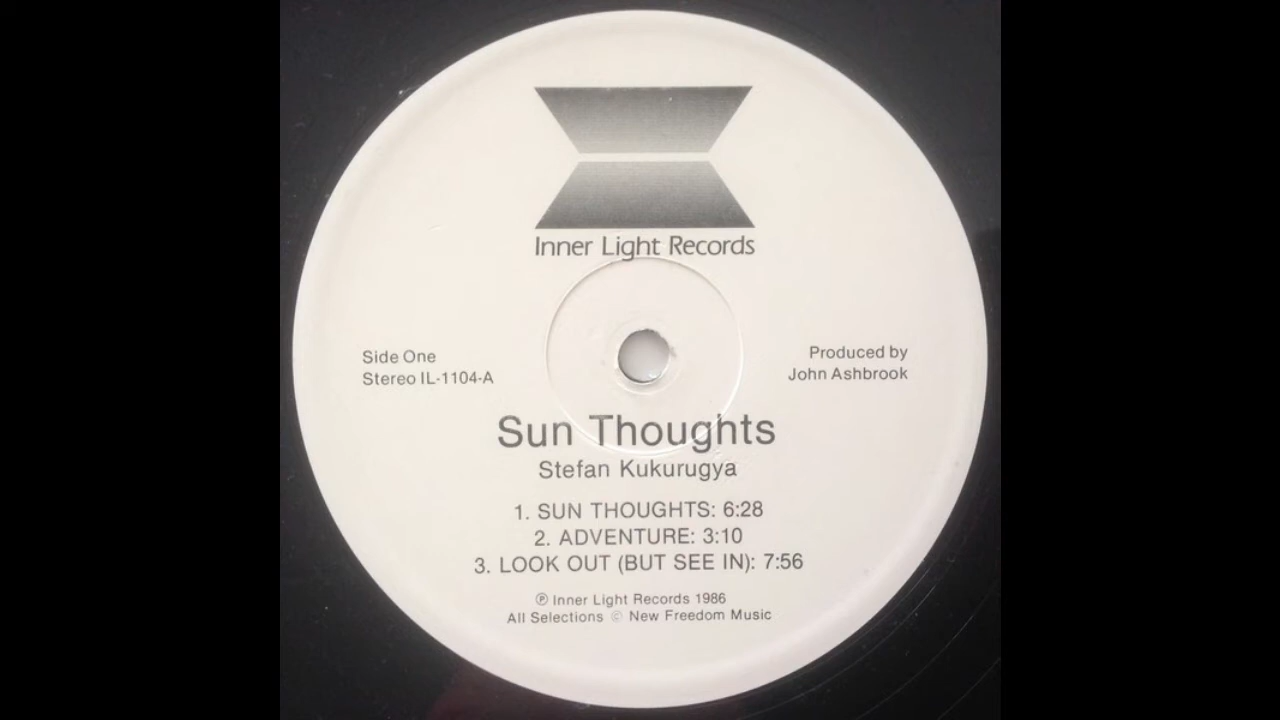 Inner Light Records
Side One
Stereo IL-1104-A
Produced by
John Ashbrook
Sun Thoughts
Stefan Kukurugya
1. SUN THOUGHTS: 6:28
2. ADVENTURE: 3:10
3. LOOK OUT (BUT SEE IN): 7:56
℗ Inner Light Records 1986
All Selections © New Freedom Music